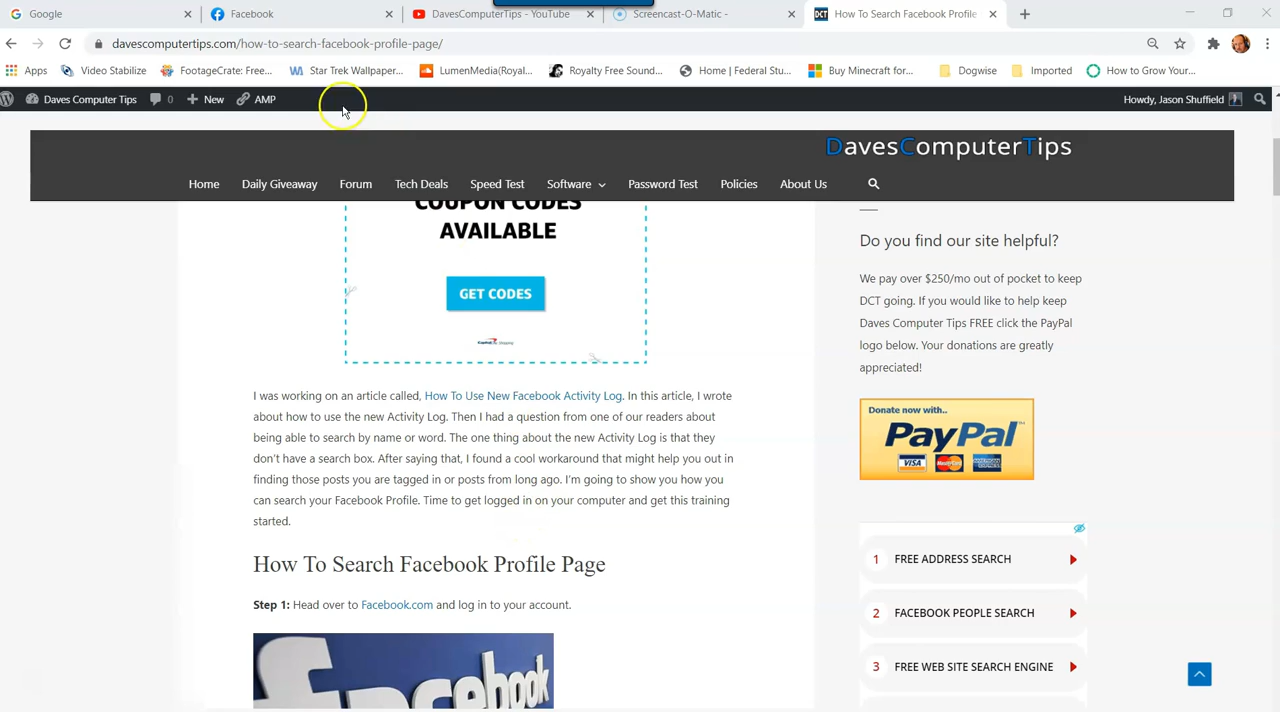 Google
Facebook
DavesComputerTips - YouTube
Screencast-O-Matic -
DCT How To Search Facebook Profile
davescomputertips.com/how-to-search-facebook-profile-page/
Apps
Video Stabilize
FootageCrate: Free...
Star Trek Wallpaper...
LumenMedia(Royal...
Royalty Free Soun...
Home | Federal Stu...
Buy Minecraft for...
Dogwise
Imported
How to Grow Your...
Daves Computer Tips
0
New
AMP
Howdy, Jason Shuffield
DavesComputerTips
Home
Daily Giveaway
Forum
Tech Deals
Speed Test
Software
Password Test
Policies
About Us
COUPON CODES
AVAILABLE
GET CODES
I was working on an article called, How To Use New Facebook Activity Log. In this article, I wrote
about how to use the new Activity Log. Then I had a question from one of our readers about
being able to search by name or word. The one thing about the new Activity Log is that they
don't have a search box. After saying that, I found a cool workaround that might help you out in
finding those posts you are tagged in or posts from long ago. I'm going to show you how you
can search your Facebook Profile. Time to get logged in on your computer and get this training
started.
How To Search Facebook Profile Page
Step 1: Head over to Facebook.com and log in to your account.
facebook
Do you find our site helpful?
We pay over $250/mo out of pocket to keep
DCT going. If you would like to help keep
Daves Computer Tips FREE click the PayPal
logo below. Your donations are greatly
appreciated!
Donate now with..
PayPal
VISA
1 FREE ADDRESS SEARCH
2 FACEBOOK PEOPLE SEARCH
3 FREE WEB SITE SEARCH ENGINE